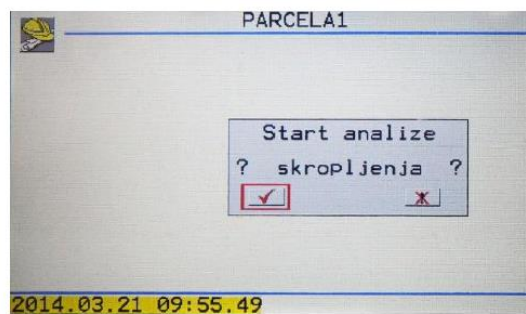 PARCELA1
Start analize
? skropljenja ?
2014.03.21 09:55.49